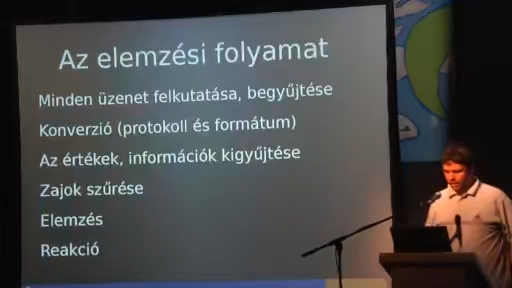 Az elemzési folyamat
Minden üzenet felkutatása, begyűjtése
Konverzió (protokoll és formátum)
Az értékek, információk kigyűjtése
Zajok szűrése
Elemzés
Reakció